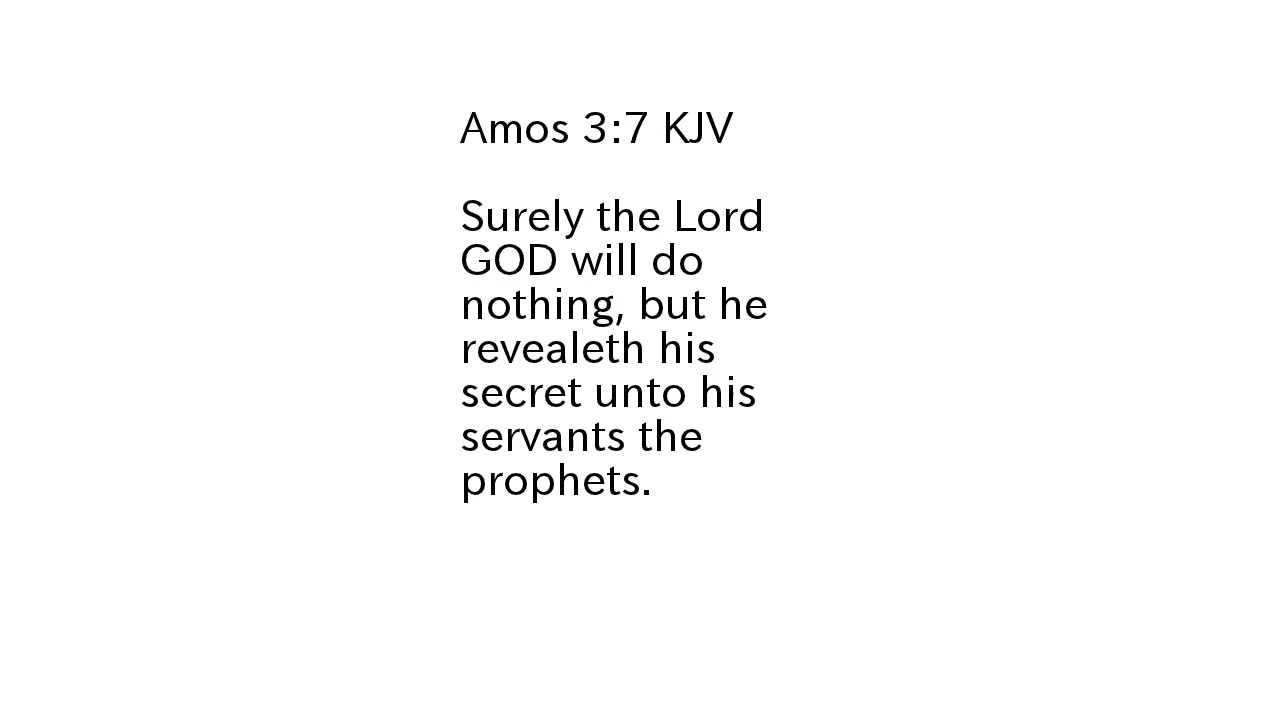 Amos 3:7 KJV
Surely the Lord
GOD will do
nothing, but he
revealeth his
secret unto his
servants the
prophets.